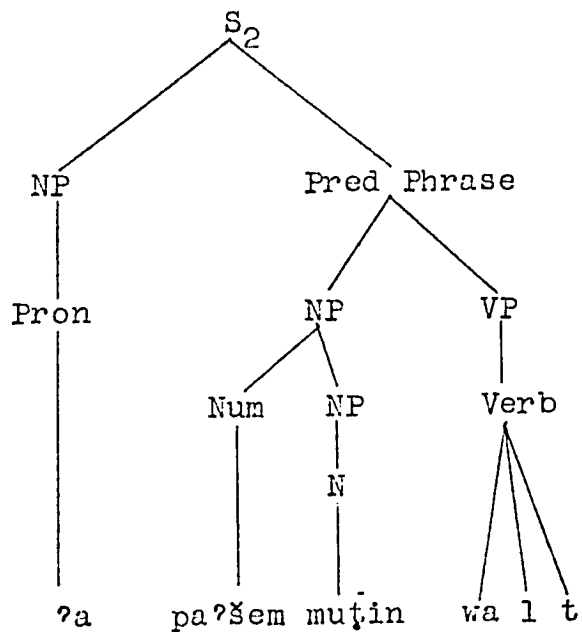 S₂
NP Pred Phrase
Pron NP VP
Num NP Verb
N
ʔa paʔšem muṭin wa l t